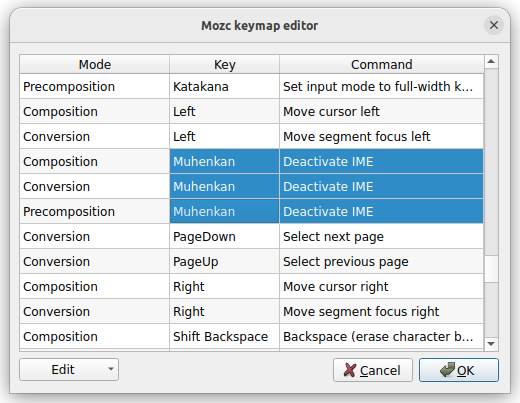 Mozc keymap editor
Mode Key Command
Precomposition Katakana Set input mode to full-width k...
Composition Left Move cursor left
Conversion Left Move segment focus left
Composition Muhenkan Deactivate IME
Conversion Muhenkan Deactivate IME
Precomposition Muhenkan Deactivate IME
Conversion PageDown Select next page
Conversion PageUp Select previous page
Composition Right Move cursor right
Conversion Right Move segment focus right
Composition Shift Backspace Backspace (erase character b...
Edit Cancel OK